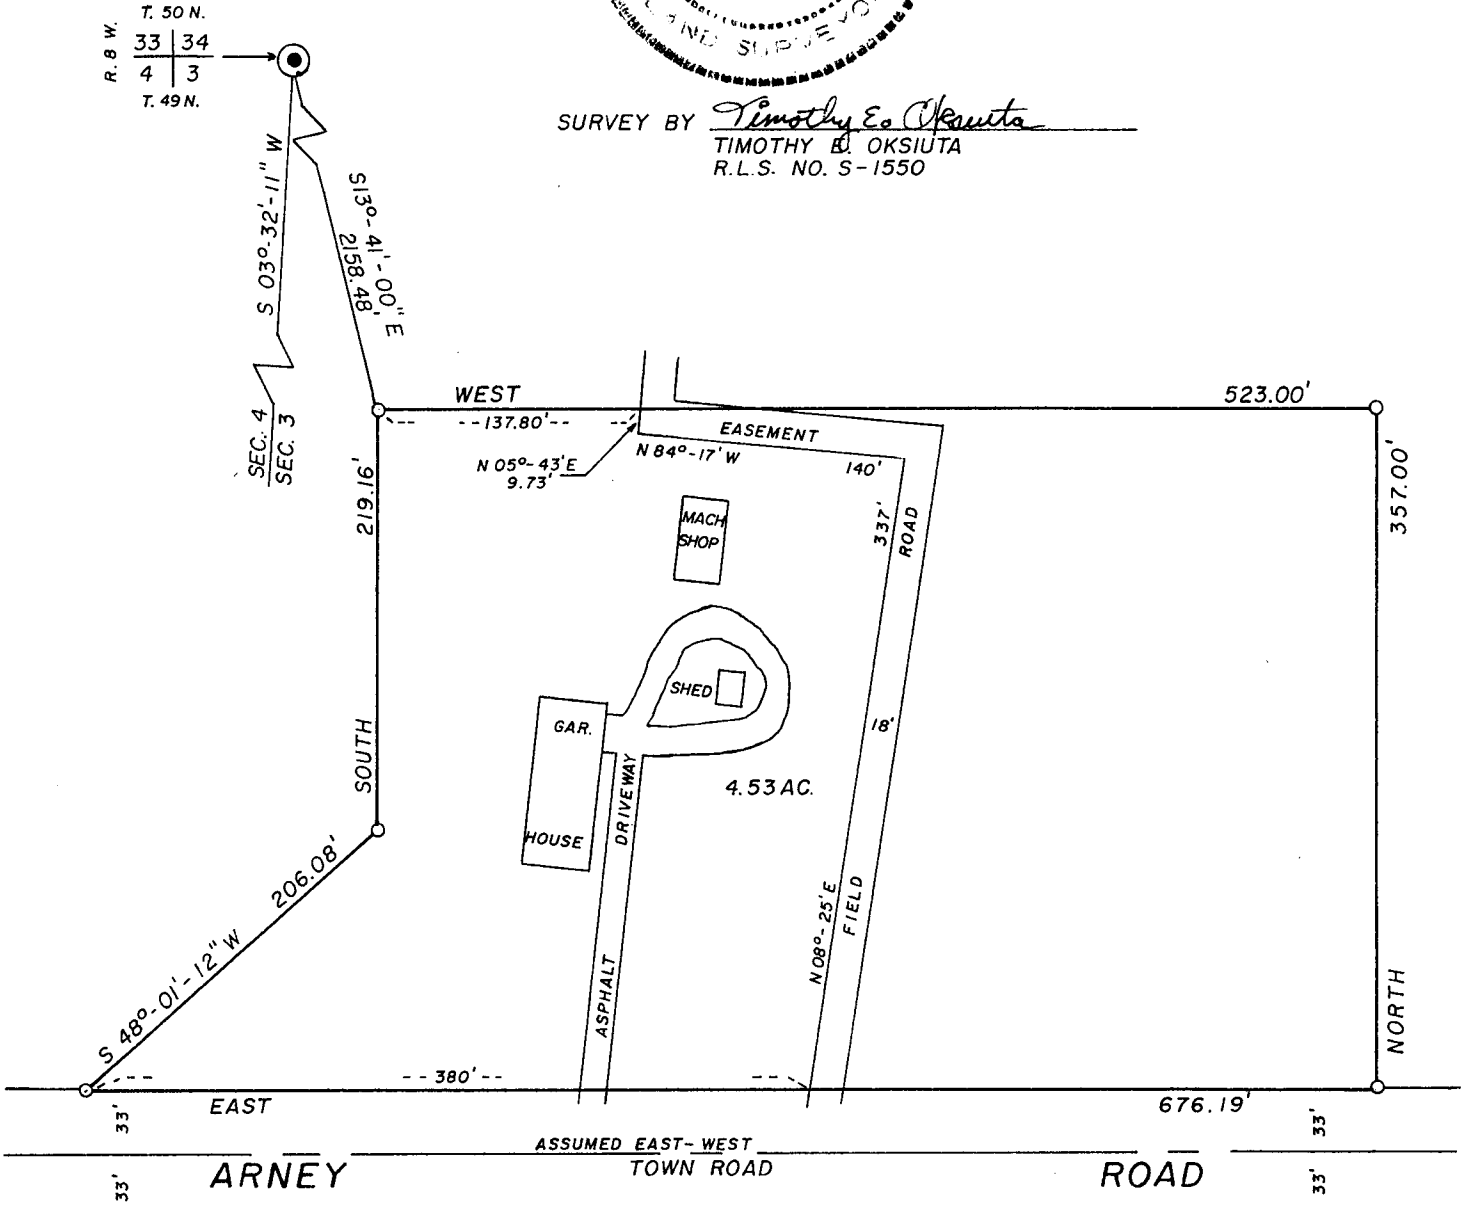 T. 50 N.
R. 8 W.
33 34
4 3
T. 49 N.
AND SURVEYO
SURVEY BY Timothy E. Oksiuta
TIMOTHY E. OKSIUTA
R.L.S. NO. S-1550
S 03°-32'-11" W
S13°-41'-00" E
2158.48'
SEC. 4
SEC. 3
WEST
523.00'
137.80'
EASEMENT
N 84°-17' W
140'
N 05°-43' E
9.73'
219.16'
SOUTH
357.00'
NORTH
MACH
SHOP
337'
ROAD
SHED
18'
GAR.
HOUSE
DRIVEWAY
ASPHALT
4.53 AC.
N 08°-25' E
FIELD
206.08'
S 48°-01'-12" W
380'
EAST
676.19'
33'
33'
ASSUMED EAST-WEST
TOWN ROAD
ARNEY ROAD
33'
33'